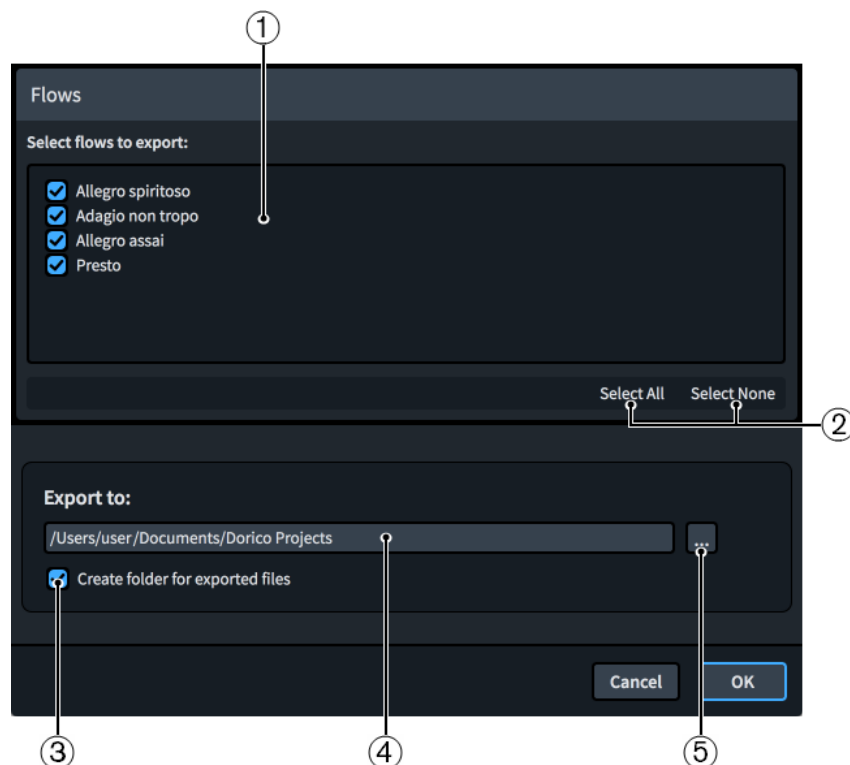 ①
Flows
Select flows to export:
Allegro spiritoso
Adagio non tropo
Allegro assai
Presto
Select All Select None
②
Export to:
/Users/user/Documents/Dorico Projects ...
Create folder for exported files
Cancel OK
③ ④ ⑤